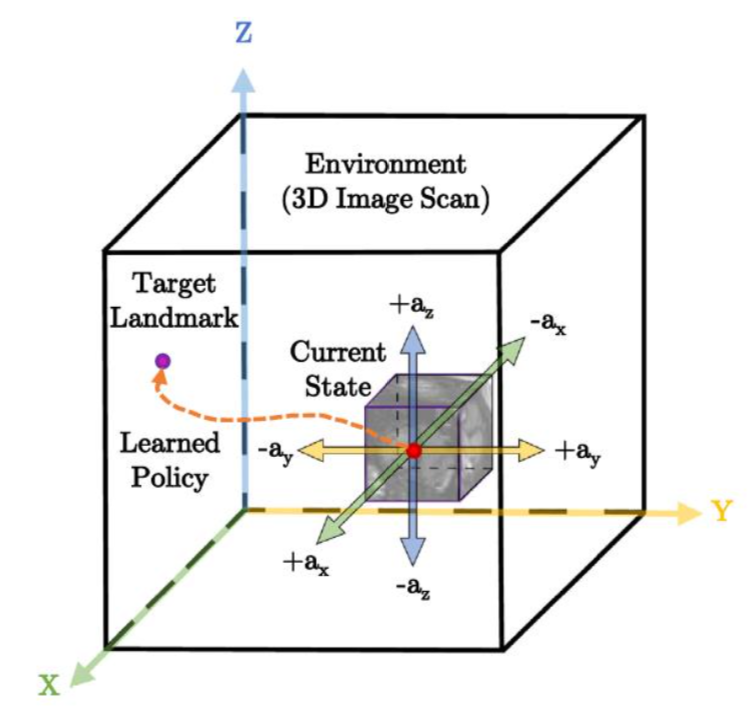 Z
Environment
(3D Image Scan)
Target
Landmark
+a_z
-a_x
Current
State
Learned
Policy
-a_y
+a_y
Y
+a_x
-a_z
X